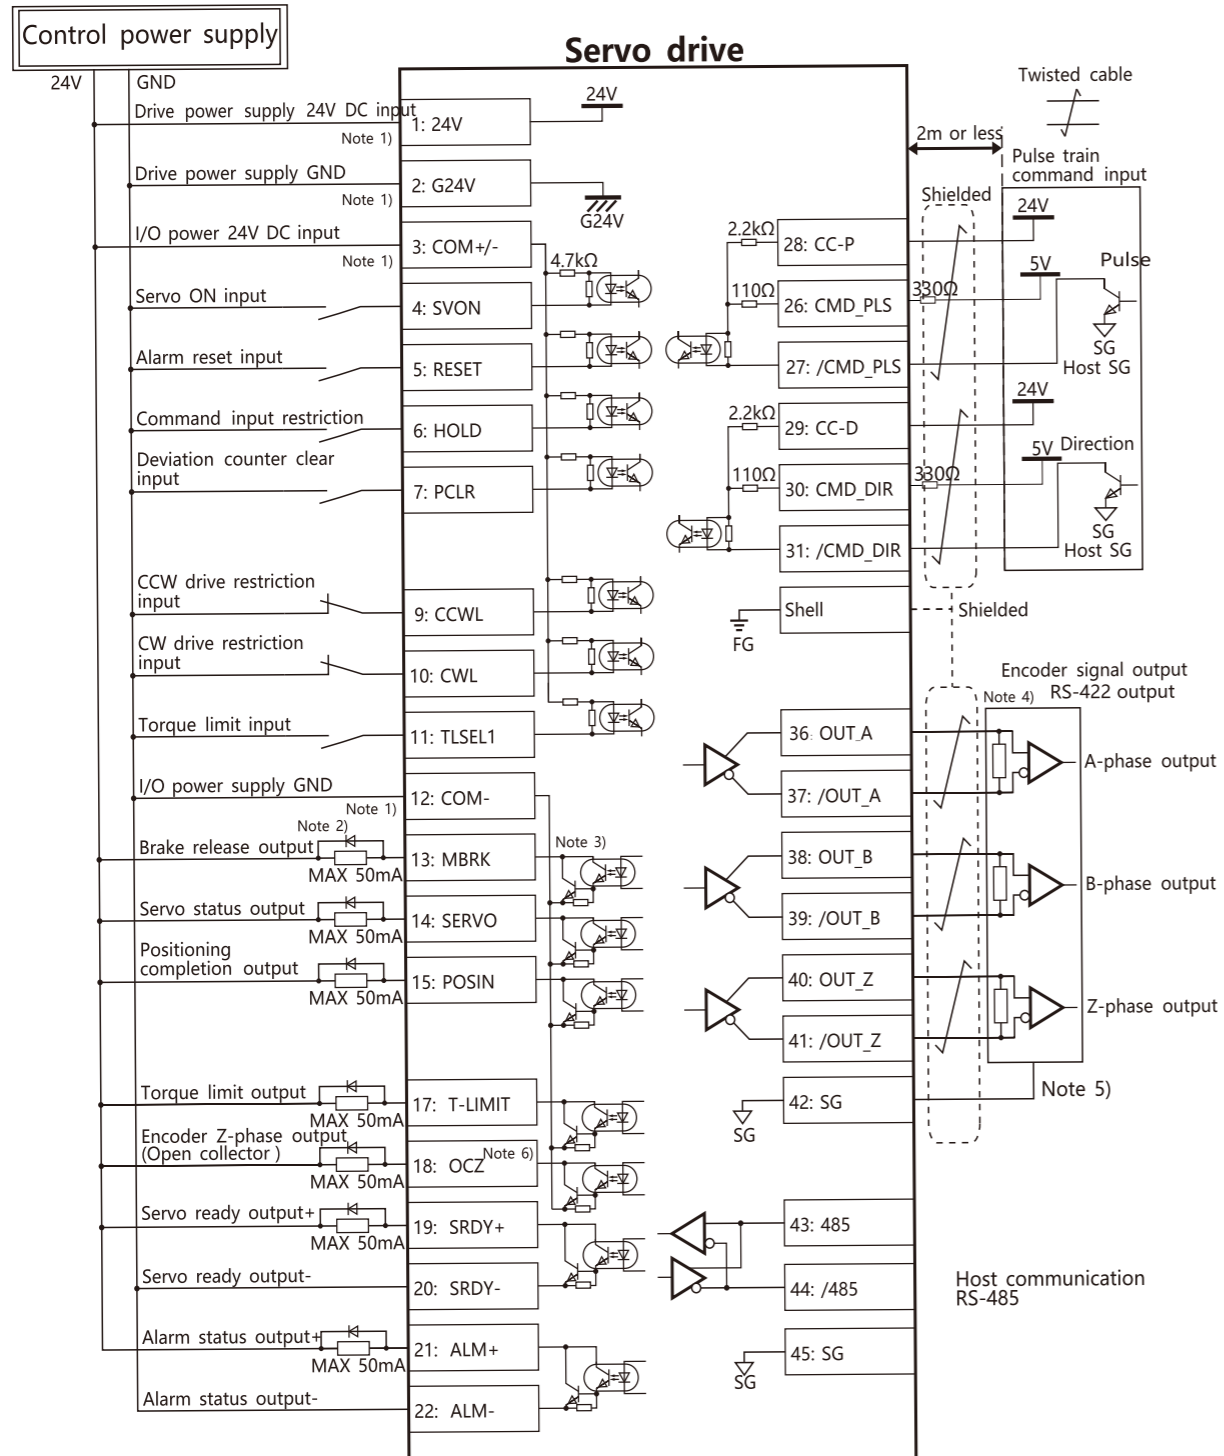 Control power supply
Servo drive
24V
GND
Drive power supply 24V DC input
Note 1)
1: 24V
24V
Drive power supply GND
Note 1)
2: G24V
G24V
I/O power 24V DC input
Note 1)
3: COM+/-
4.7kΩ
Servo ON input
4: SVON
Alarm reset input
5: RESET
Command input restriction
6: HOLD
Deviation counter clear
input
7: PCLR
CCW drive restriction
input
9: CCWL
CW drive restriction
input
10: CWL
Torque limit input
11: TLSEL1
I/O power supply GND
Note 1)
12: COM-
Note 2)
Brake release output
MAX 50mA
13: MBRK
Note 3)
Servo status output
MAX 50mA
14: SERVO
Positioning
completion output
MAX 50mA
15: POSIN
Torque limit output
MAX 50mA
17: T-LIMIT
Encoder Z-phase output
(Open collector )
MAX 50mA
18: OCZ
Note 6)
Servo ready output+
MAX 50mA
19: SRDY+
Servo ready output-
20: SRDY-
Alarm status output+
MAX 50mA
21: ALM+
Alarm status output-
22: ALM-
Twisted cable
2m or less
Pulse train
command input
Shielded
24V
2.2kΩ
28: CC-P
5V
Pulse
110Ω
26: CMD_PLS
330Ω
SG
Host SG
27: /CMD_PLS
24V
2.2kΩ
29: CC-D
5V
Direction
110Ω
30: CMD_DIR
330Ω
SG
Host SG
31: /CMD_DIR
Shell
Shielded
FG
Encoder signal output
RS-422 output
Note 4)
36: OUT_A
A-phase output
37: /OUT_A
38: OUT_B
B-phase output
39: /OUT_B
40: OUT_Z
Z-phase output
41: /OUT_Z
42: SG
SG
Note 5)
43: 485
44: /485
Host communication
RS-485
45: SG
SG